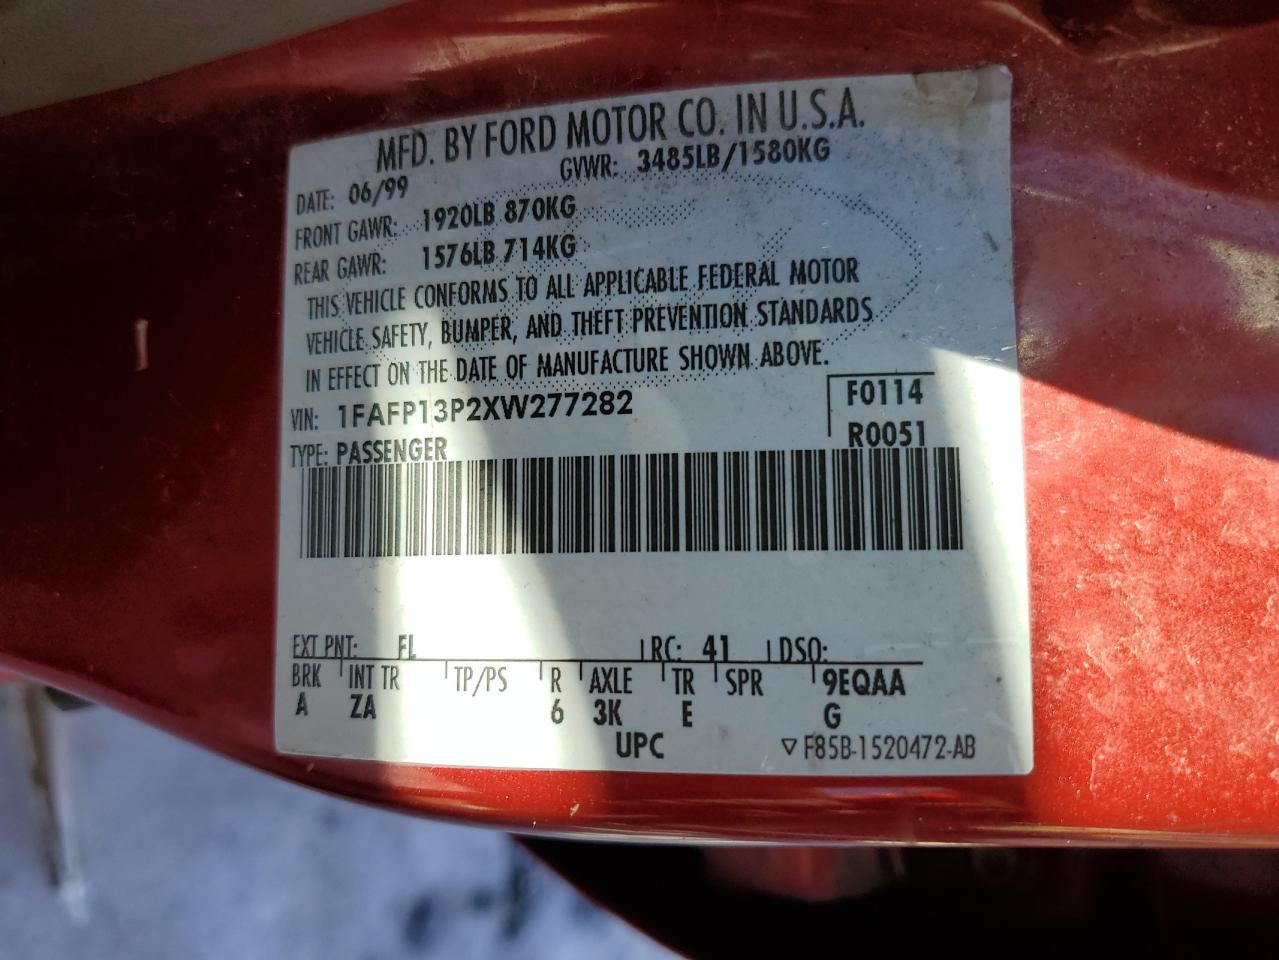 MFD. BY FORD MOTOR CO. IN U.S.A.
DATE: 06/99 GVWR: 3485LB/1580KG
FRONT GAWR: 1920LB 870KG
REAR GAWR: 1576LB 714KG
THIS VEHICLE CONFORMS TO ALL APPLICABLE FEDERAL MOTOR
VEHICLE SAFETY, BUMPER, AND THEFT PREVENTION STANDARDS
IN EFFECT ON THE DATE OF MANUFACTURE SHOWN ABOVE.
VIN: 1FAFP13P2XW277282 F0114
TYPE: PASSENGER R0051
EXT PNT: FL RC: 41 DSO:
BRK INT TR TP/PS R AXLE TR SPR 9EQAA
A ZA 6 3K E G
UPC ▽ F85B-1520472-AB